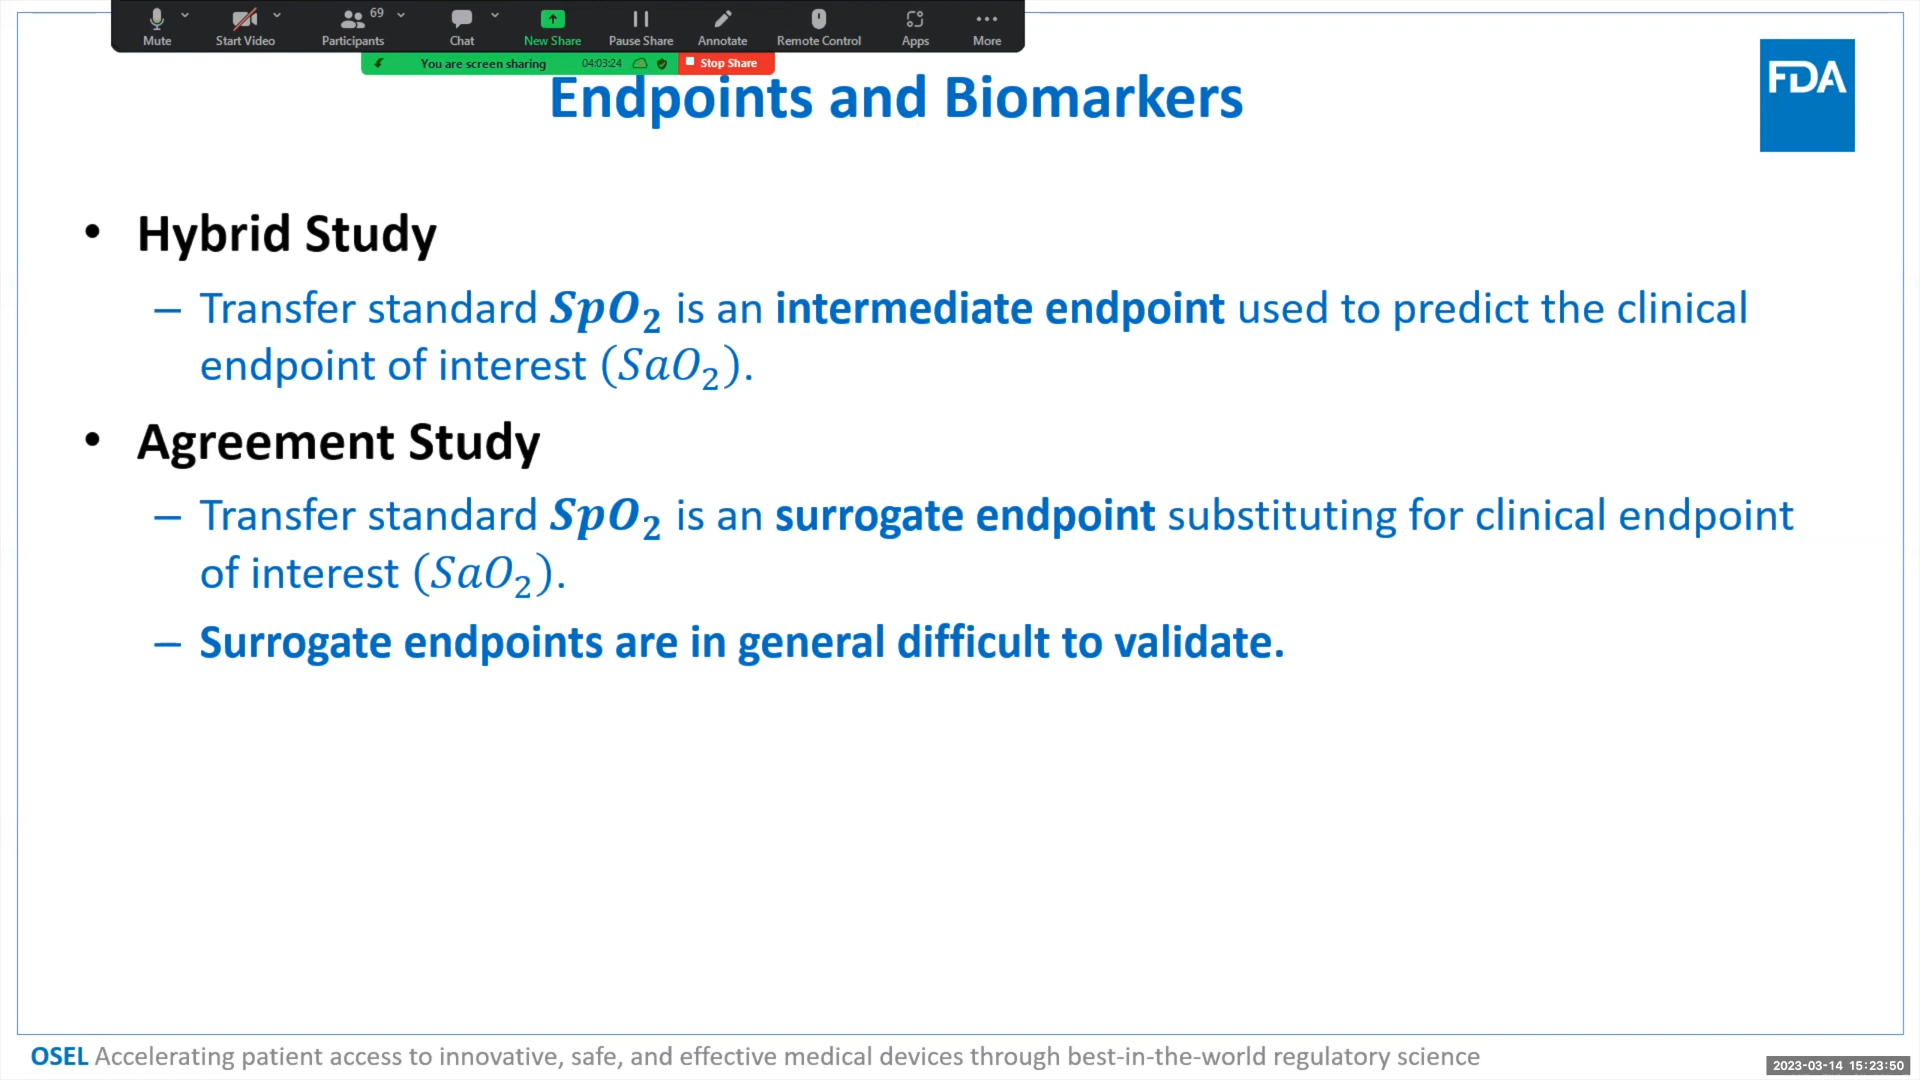 69
Mute
Start Video
Participants
Chat
New Share
Pause Share
Annotate
Remote Control
Apps
More
You are screen sharing
04:03:24
Stop Share
Endpoints and Biomarkers
FDA
• Hybrid Study
– Transfer standard SpO₂ is an intermediate endpoint used to predict the clinical
endpoint of interest (SaO₂).
• Agreement Study
– Transfer standard SpO₂ is an surrogate endpoint substituting for clinical endpoint
of interest (SaO₂).
– Surrogate endpoints are in general difficult to validate.
OSEL Accelerating patient access to innovative, safe, and effective medical devices through best-in-the-world regulatory science
2023-03-14 15:23:50